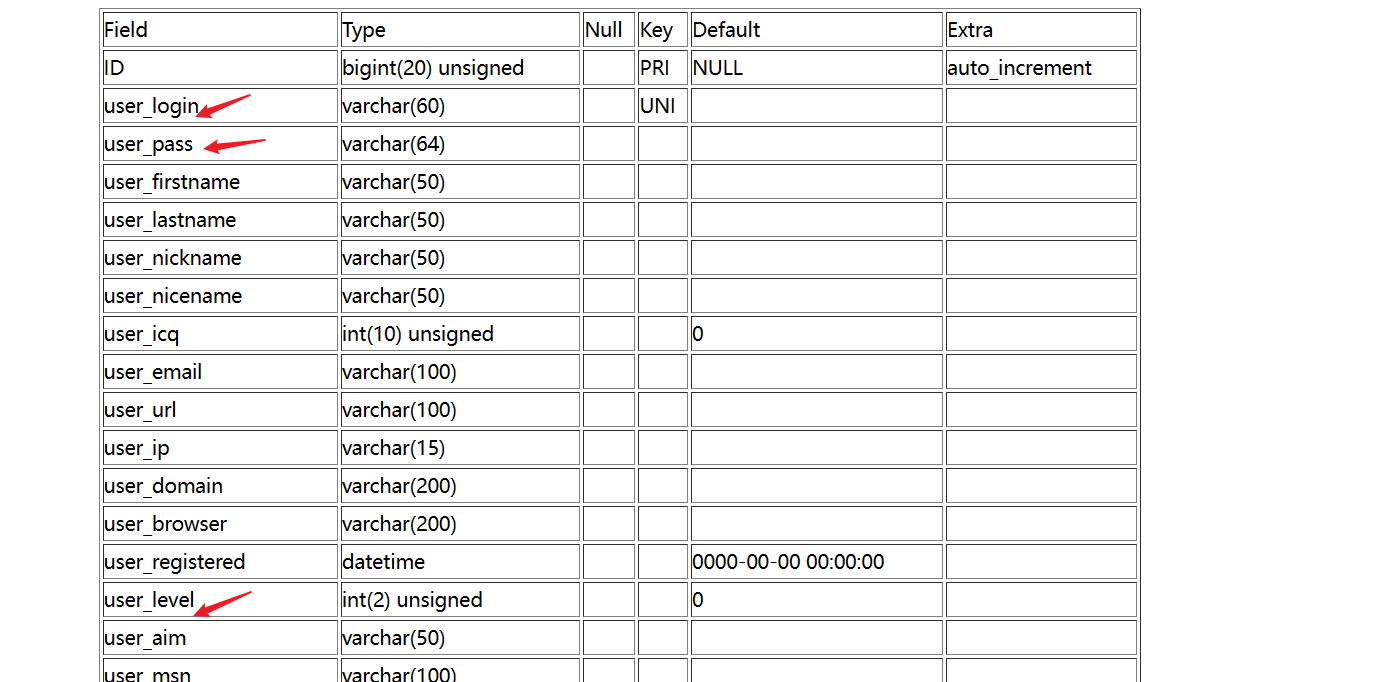 Field Type Null Key Default Extra
ID bigint(20) unsigned PRI NULL auto_increment
user_login varchar(60) UNI
user_pass varchar(64)
user_firstname varchar(50)
user_lastname varchar(50)
user_nickname varchar(50)
user_nicename varchar(50)
user_icq int(10) unsigned 0
user_email varchar(100)
user_url varchar(100)
user_ip varchar(15)
user_domain varchar(200)
user_browser varchar(200)
user_registered datetime 0000-00-00 00:00:00
user_level int(2) unsigned 0
user_aim varchar(50)
user_msn varchar(100)